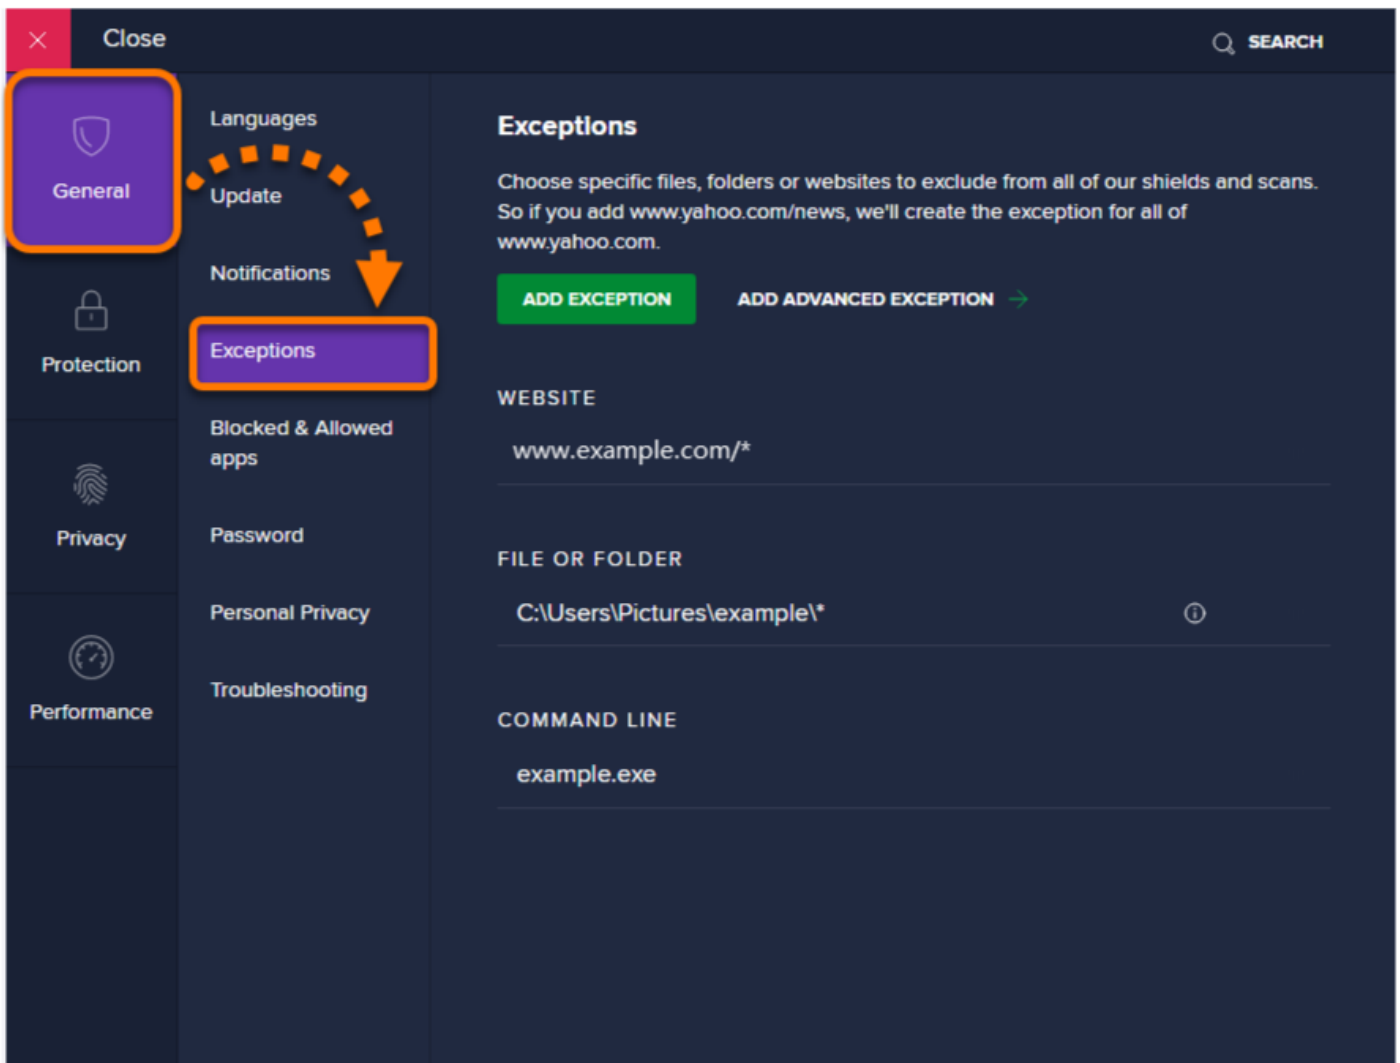 Close
SEARCH
General
Protection
Privacy
Performance
Languages
Update
Notifications
Exceptions
Blocked & Allowed
apps
Password
Personal Privacy
Troubleshooting
Exceptions
Choose specific files, folders or websites to exclude from all of our shields and scans.
So if you add www.yahoo.com/news, we'll create the exception for all of
www.yahoo.com.
ADD EXCEPTION
ADD ADVANCED EXCEPTION
WEBSITE
www.example.com/*
FILE OR FOLDER
C:\Users\Pictures\example\*
COMMAND LINE
example.exe